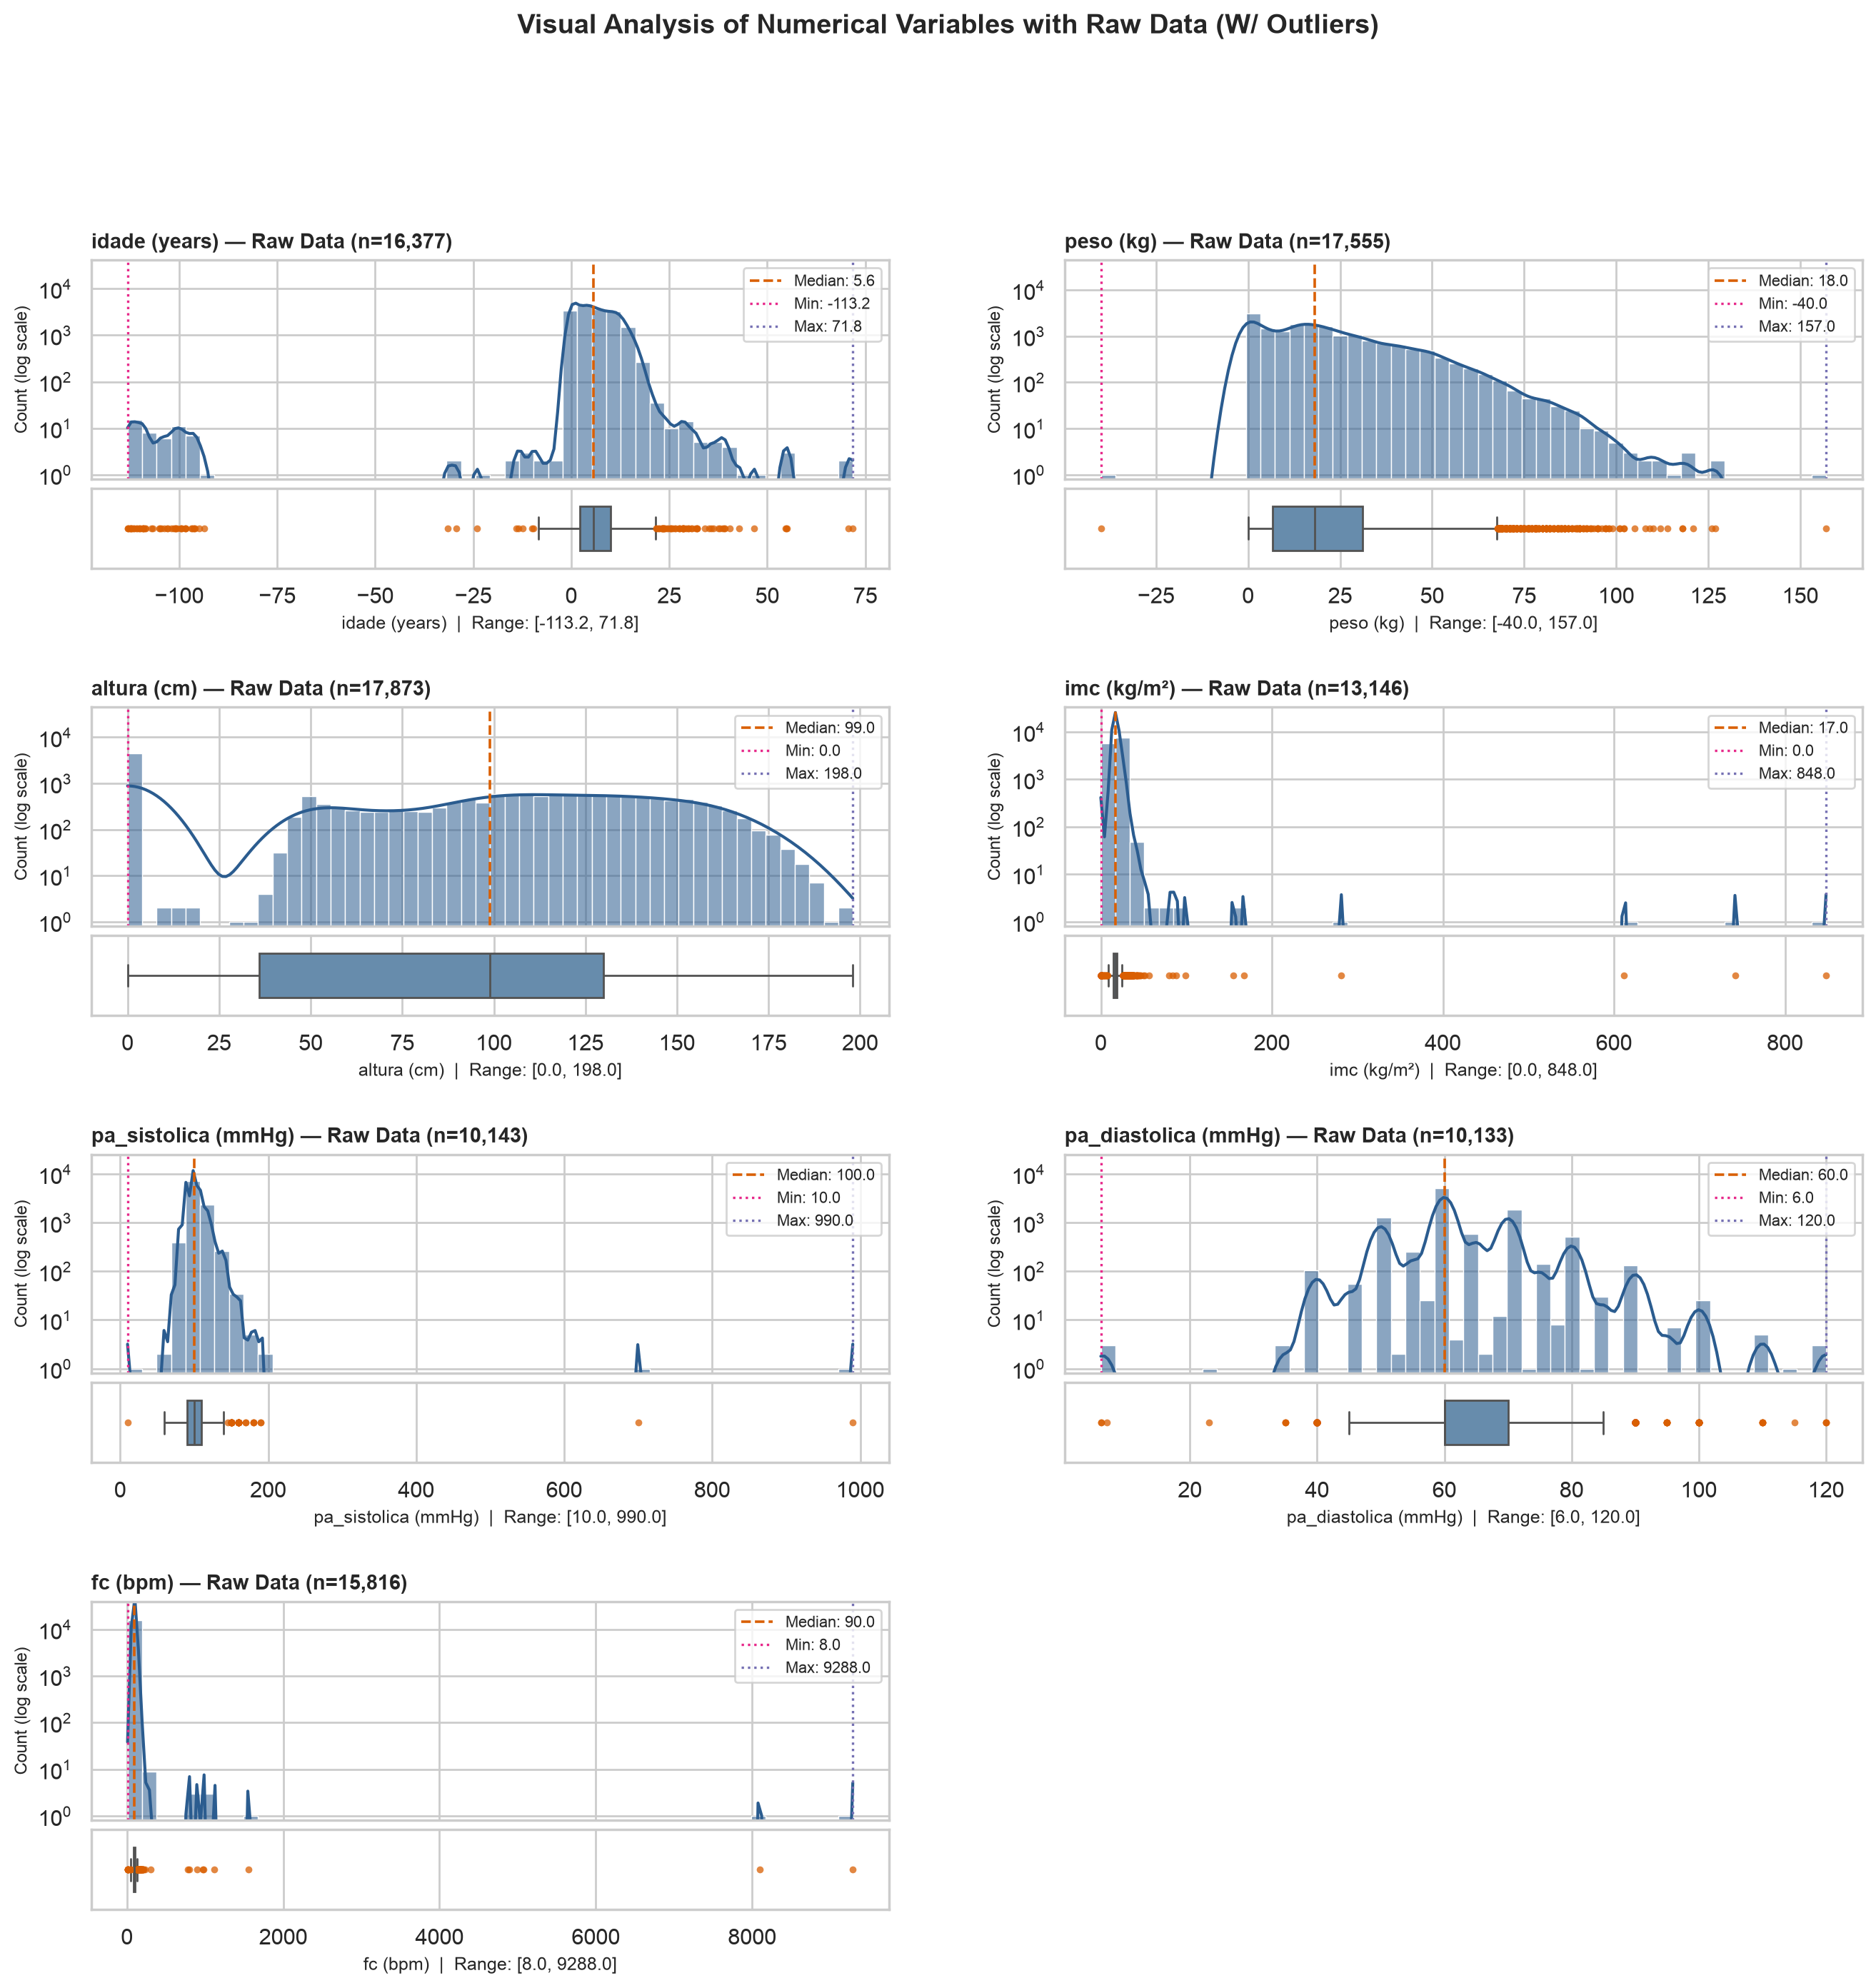 Visual Analysis of Numerical Variables with Raw Data (W/ Outliers)
idade (years) — Raw Data (n=16,377)
Count (log scale)
10⁴
10³
10²
10¹
10⁰
Median: 5.6
Min: -113.2
Max: 71.8
−100 −75 −50 −25 0 25 50 75
idade (years) | Range: [-113.2, 71.8]
peso (kg) — Raw Data (n=17,555)
Count (log scale)
10⁴
10³
10²
10¹
10⁰
Median: 18.0
Min: -40.0
Max: 157.0
−25 0 25 50 75 100 125 150
peso (kg) | Range: [-40.0, 157.0]
altura (cm) — Raw Data (n=17,873)
Count (log scale)
10⁴
10³
10²
10¹
10⁰
Median: 99.0
Min: 0.0
Max: 198.0
0 25 50 75 100 125 150 175 200
altura (cm) | Range: [0.0, 198.0]
imc (kg/m²) — Raw Data (n=13,146)
Count (log scale)
10⁴
10³
10²
10¹
10⁰
Median: 17.0
Min: 0.0
Max: 848.0
0 200 400 600 800
imc (kg/m²) | Range: [0.0, 848.0]
pa_sistolica (mmHg) — Raw Data (n=10,143)
Count (log scale)
10⁴
10³
10²
10¹
10⁰
Median: 100.0
Min: 10.0
Max: 990.0
0 200 400 600 800 1000
pa_sistolica (mmHg) | Range: [10.0, 990.0]
pa_diastolica (mmHg) — Raw Data (n=10,133)
Count (log scale)
10⁴
10³
10²
10¹
10⁰
Median: 60.0
Min: 6.0
Max: 120.0
20 40 60 80 100 120
pa_diastolica (mmHg) | Range: [6.0, 120.0]
fc (bpm) — Raw Data (n=15,816)
Count (log scale)
10⁴
10³
10²
10¹
10⁰
Median: 90.0
Min: 8.0
Max: 9288.0
0 2000 4000 6000 8000
fc (bpm) | Range: [8.0, 9288.0]